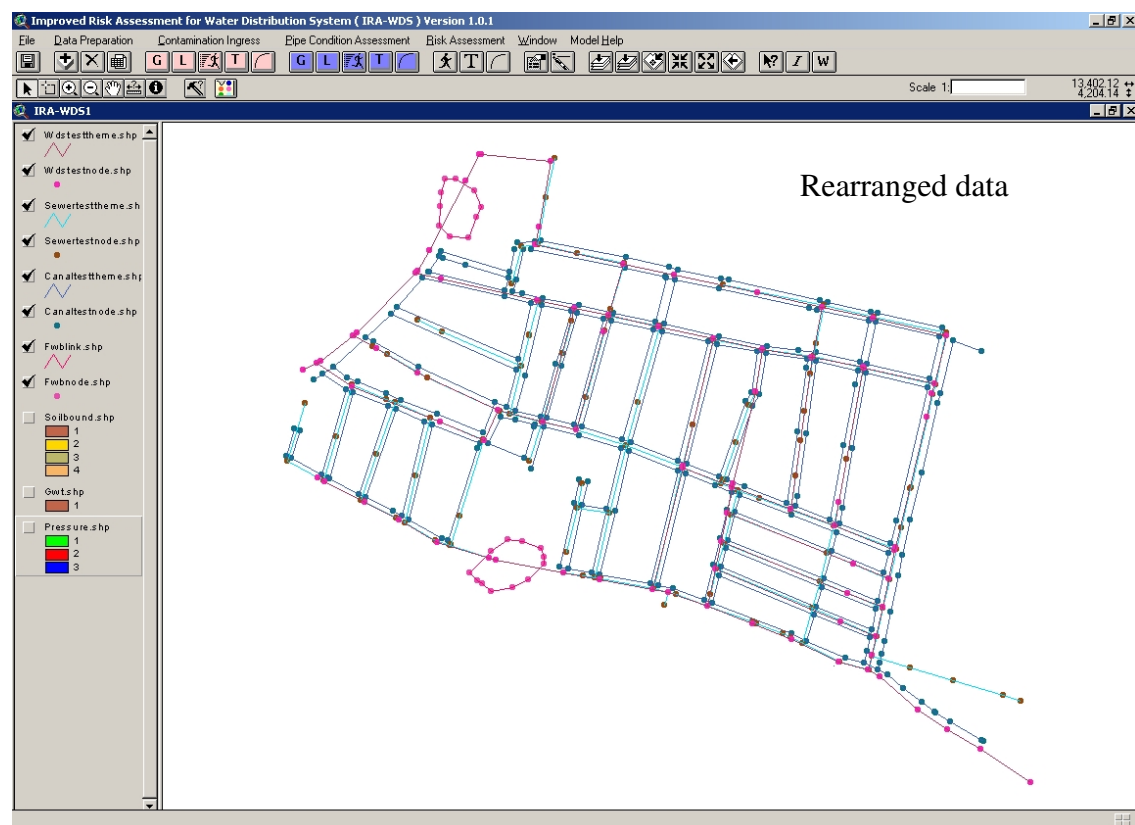 Improved Risk Assessment for Water Distribution System ( IRA-WDS ) Version 1.0.1
File Data Preparation Contamination Ingress Pipe Condition Assessment Risk Assessment Window Model Help
G L T G L T T ? I W
Scale 1: 13,402.12
4,204.14
IRA-WDS1
Wdstesttheme.shp
Wdstestnode.shp
Sewertesttheme.sh
Sewertestnode.shp
Canaltesttheme.shp
Canaltestnode.shp
Fwblink.shp
Fwbnode.shp
Soilbound.shp
1
2
3
4
Gwt.shp
1
Pressure.shp
1
2
3
Rearranged data